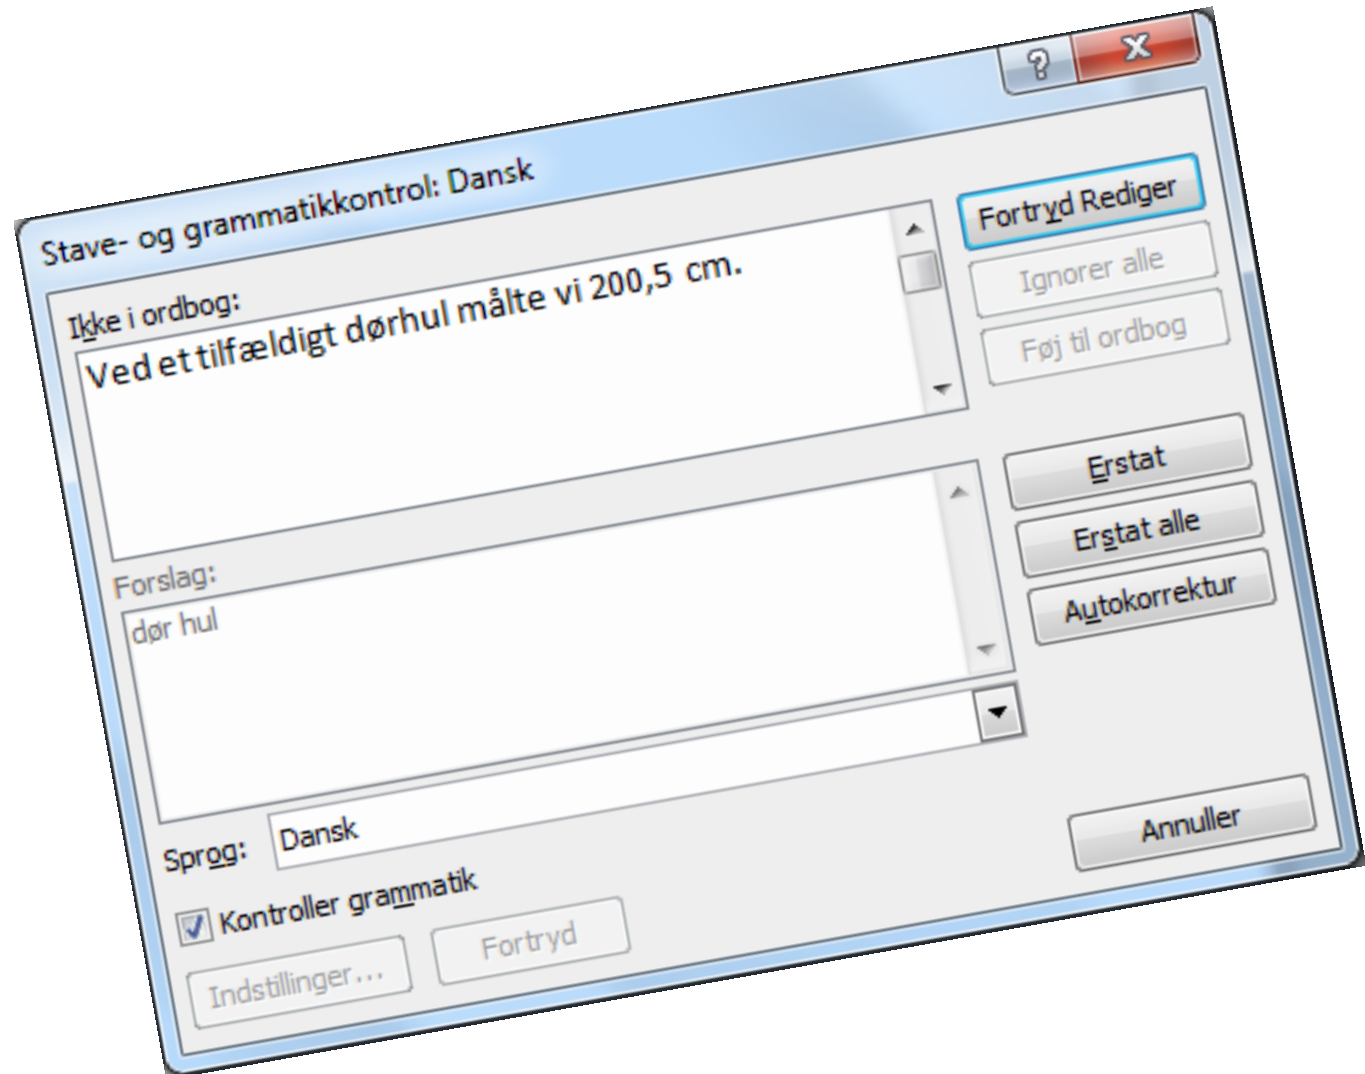 Stave- og grammatikkontrol: Dansk
?
X
Ikke i ordbog:
Ved et tilfældigt dørhul målte vi 200,5 cm.
Fortryd Rediger
Ignorer alle
Føj til ordbog
Forslag:
dør hul
Erstat
Erstat alle
Autokorrektur
Sprog:
Dansk
Kontroller grammatik
Indstillinger...
Fortryd
Annuller